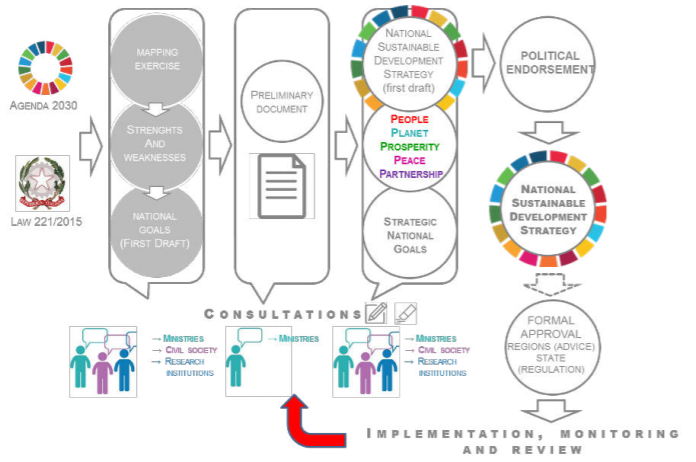 AGENDA 2030
LAW 221/2015
MAPPING
EXERCISE
STRENGHTS
AND
WEAKNESSES
NATIONAL
GOALS
(FIRST DRAFT)
PRELIMINARY
DOCUMENT
NATIONAL
SUSTAINABLE
DEVELOPMENT
STRATEGY
(first draft)
PEOPLE
PLANET
PROSPERITY
PEACE
PARTNERSHIP
STRATEGIC
NATIONAL
GOALS
POLITICAL
ENDORSEMENT
NATIONAL
SUSTAINABLE
DEVELOPMENT
STRATEGY
FORMAL
APPROVAL
REGIONS (ADVICE)
STATE
(REGULATION)
CONSULTATIONS
→ MINISTRIES
→ CIVIL SOCIETY
→ RESEARCH
INSTITUTIONS
→ MINISTRIES
→ MINISTRIES
→ CIVIL SOCIETY
→ RESEARCH
INSTITUTIONS
IMPLEMENTATION, MONITORING
AND REVIEW